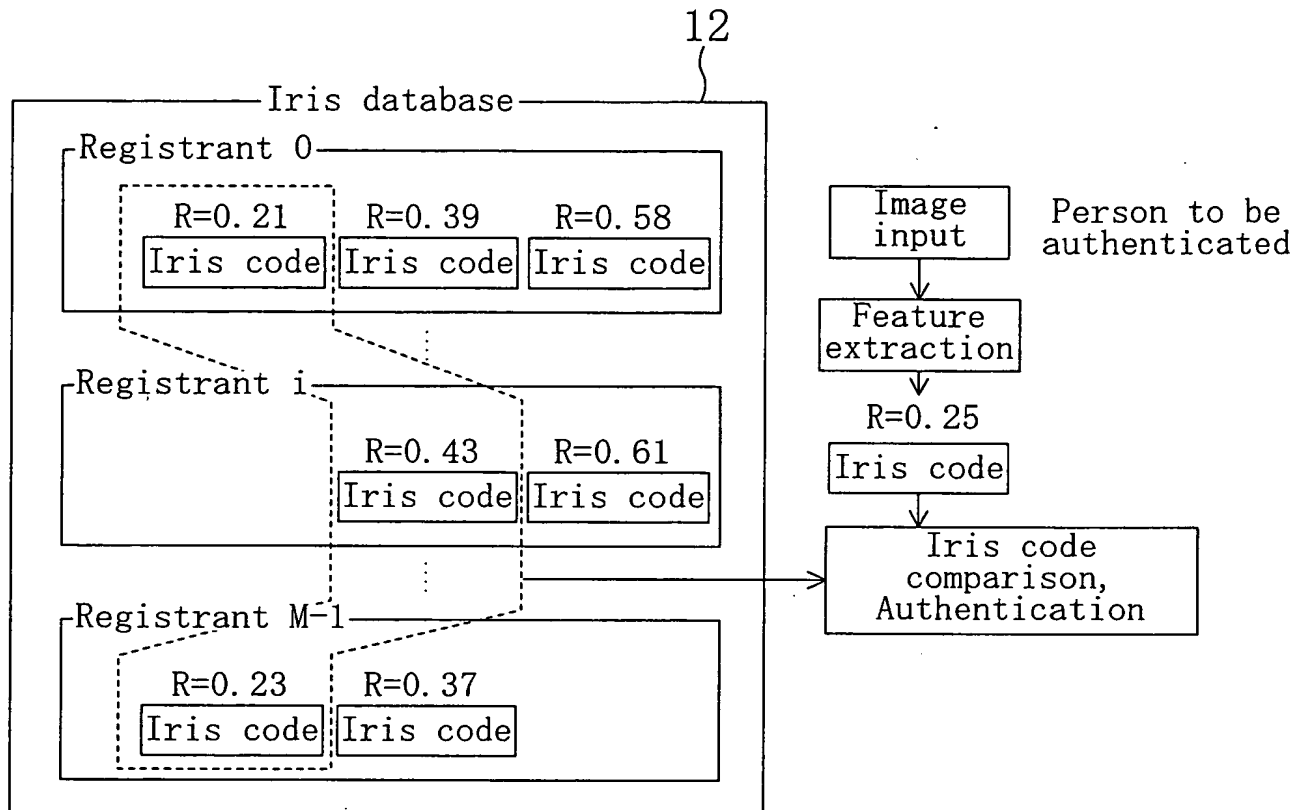 12
Iris database
Registrant 0
R=0.21
R=0.39
R=0.58
Iris code
Iris code
Iris code
Registrant i
R=0.43
R=0.61
Iris code
Iris code
Registrant M-1
R=0.23
R=0.37
Iris code
Iris code
Image
input
Person to be
authenticated
Feature
extraction
R=0.25
Iris code
Iris code
comparison,
Authentication